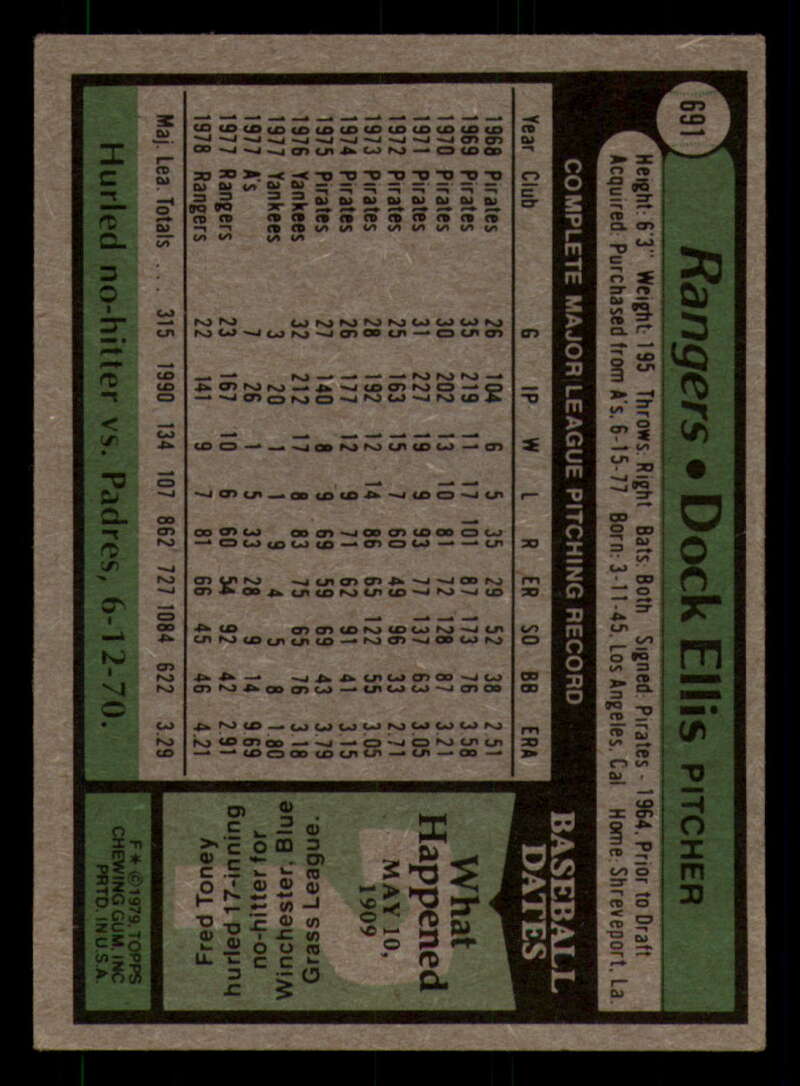 691
Rangers • Dock Ellis PITCHER
Height: 6'3" Weight: 195 Throws: Right Bats: Both Signed: Pirates - 1964, Prior to Draft
Acquired: Purchased from A's, 6-15-77 Born: 3-11-45, Los Angeles, Cal Home: Shreveport, La.
COMPLETE MAJOR LEAGUE PITCHING RECORD
Year Club G IP W L R ER SO BB ERA
1968 Pirates 26 104 6 5 35 29 52 38 2.51
1969 Pirates 35 219 11 17 101 88 173 76 3.58
1970 Pirates 30 202 13 10 81 72 128 87 3.21
1971 Pirates 31 227 19 9 93 77 137 63 3.05
1972 Pirates 25 163 15 7 60 49 96 33 2.71
1973 Pirates 28 192 12 14 86 65 122 55 3.05
1974 Pirates 26 177 12 9 71 62 91 41 3.15
1975 Pirates 27 140 8 9 69 59 69 43 3.79
1976 Yankees 32 212 17 8 83 75 65 76 3.18
1977 Yankees 3 20 1 1 9 4 5 8 1.80
1977 A's 7 26 1 5 33 28 9 14 9.69
1977 Rangers 23 167 10 6 60 54 92 42 2.91
1978 Rangers 22 141 9 7 81 66 45 46 4.21
Maj. Lea. Totals . . . 315 1990 134 107 862 727 1084 622 3.29
Hurled no-hitter vs. Padres, 6-12-70.
BASEBALL
DATES
What
Happened
MAY 10,
1909
Fred Toney
hurled 17-inning
no-hitter for
Winchester, Blue
Grass League.
F * © 1979 TOPPS
CHEWING GUM, INC
PRTD. IN U.S.A.